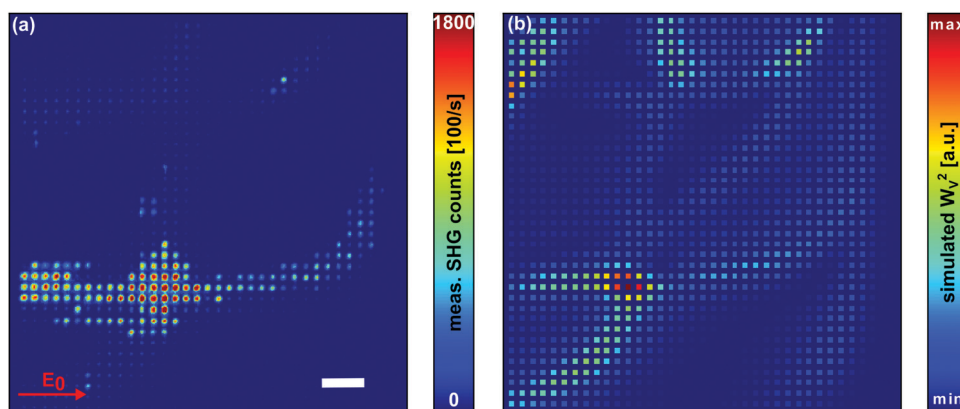 (a)
E0
1800
meas. SHG counts [100/s]
0
(b)
max
simulated WV² [a.u.]
min